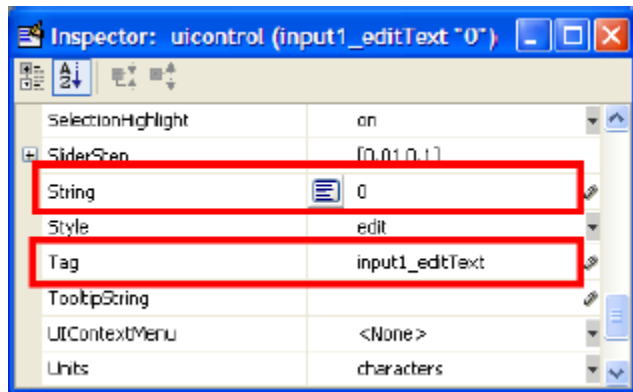 Inspector: uicontrol (input1_editText "0")
SelectionHighlight on
SliderStep [0.01 0.1]
String 0
Style edit
Tag input1_editText
TooltipString
UIContextMenu <None>
Units characters